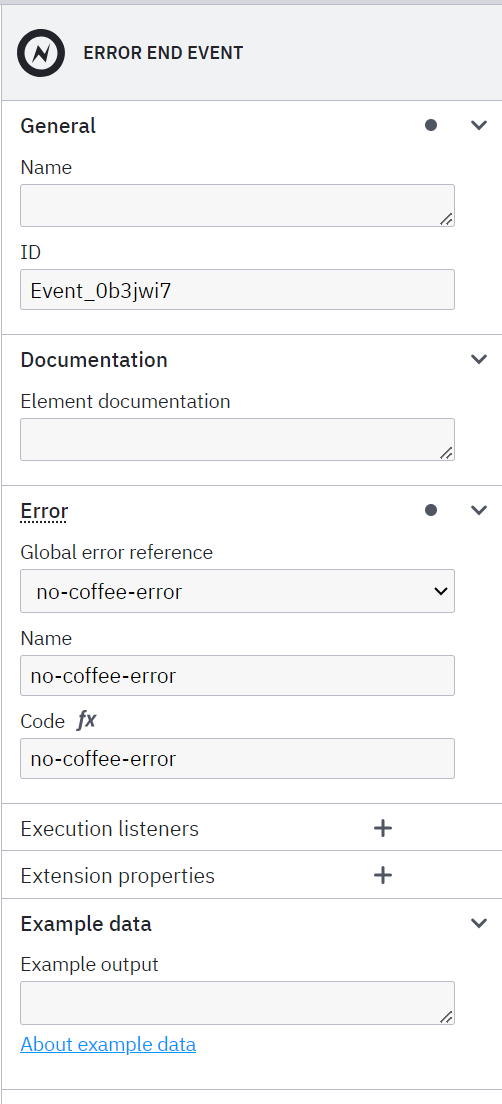 ERROR END EVENT
General
Name
ID
Event_0b3jwi7
Documentation
Element documentation
Error
Global error reference
no-coffee-error
Name
no-coffee-error
Code fx
no-coffee-error
Execution listeners
Extension properties
Example data
Example output
About example data